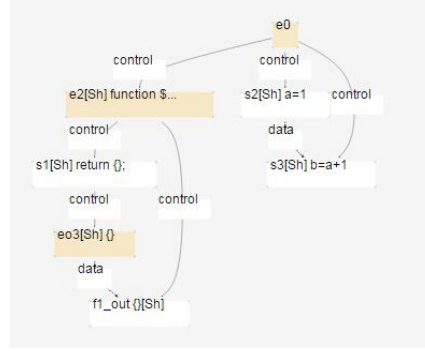 e0
control
control
e2[Sh] function $...
s2[Sh] a=1
control
control
data
s1[Sh] return {};
s3[Sh] b=a+1
control
control
eo3[Sh] {}
data
f1_out {}[Sh]